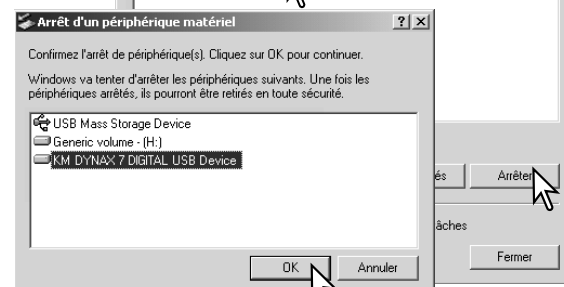 Arrêt d'un périphérique matériel
Confirmez l'arrêt de périphérique(s). Cliquez sur OK pour continuer.
Windows va tenter d'arrêter les périphériques suivants. Une fois les
périphériques arrêtés, ils pourront être retirés en toute sécurité.
USB Mass Storage Device
Generic volume - (H:)
KM DYNAX 7 DIGITAL USB Device
és
Arrêter
âches
OK
Annuler
Fermer